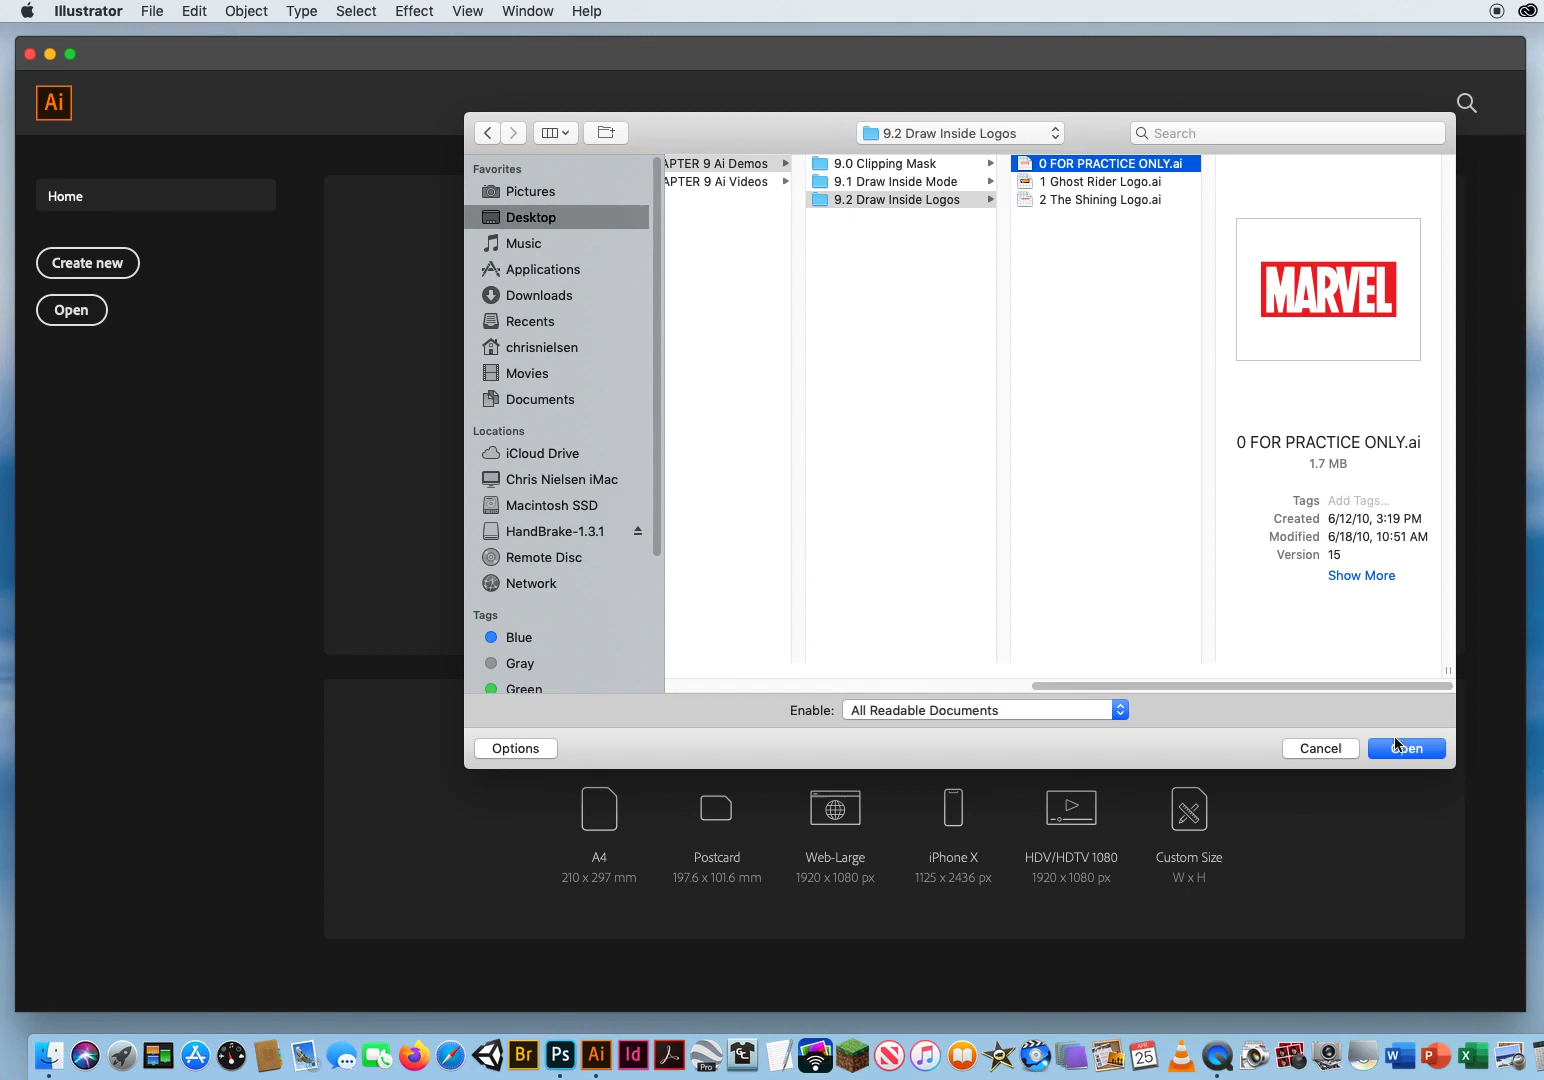 Illustrator File Edit Object Type Select Effect View Window Help
Ai
9.2 Draw Inside Logos
Search
Home
Create new
Open
Favorites
Pictures
Desktop
Music
Applications
Downloads
Recents
chrisnielsen
Movies
Documents
Locations
iCloud Drive
Chris Nielsen iMac
Macintosh SSD
HandBrake-1.3.1
Remote Disc
Network
Tags
Blue
Gray
Green
APTER 9 Ai Demos
APTER 9 Ai Videos
9.0 Clipping Mask
9.1 Draw Inside Mode
9.2 Draw Inside Logos
0 FOR PRACTICE ONLY.ai
1 Ghost Rider Logo.ai
2 The Shining Logo.ai
MARVEL
0 FOR PRACTICE ONLY.ai
1.7 MB
Tags Add Tags...
Created 6/12/10, 3:19 PM
Modified 6/18/10, 10:51 AM
Version 15
Show More
Enable: All Readable Documents
Options
Cancel
Open
A4
210 x 297 mm
Postcard
197.6 x 101.6 mm
Web-Large
1920 x 1080 px
iPhone X
1125 x 2436 px
HDV/HDTV 1080
1920 x 1080 px
Custom Size
W x H
Br
Ps
Ai
Id
Pro
25
W
P
X